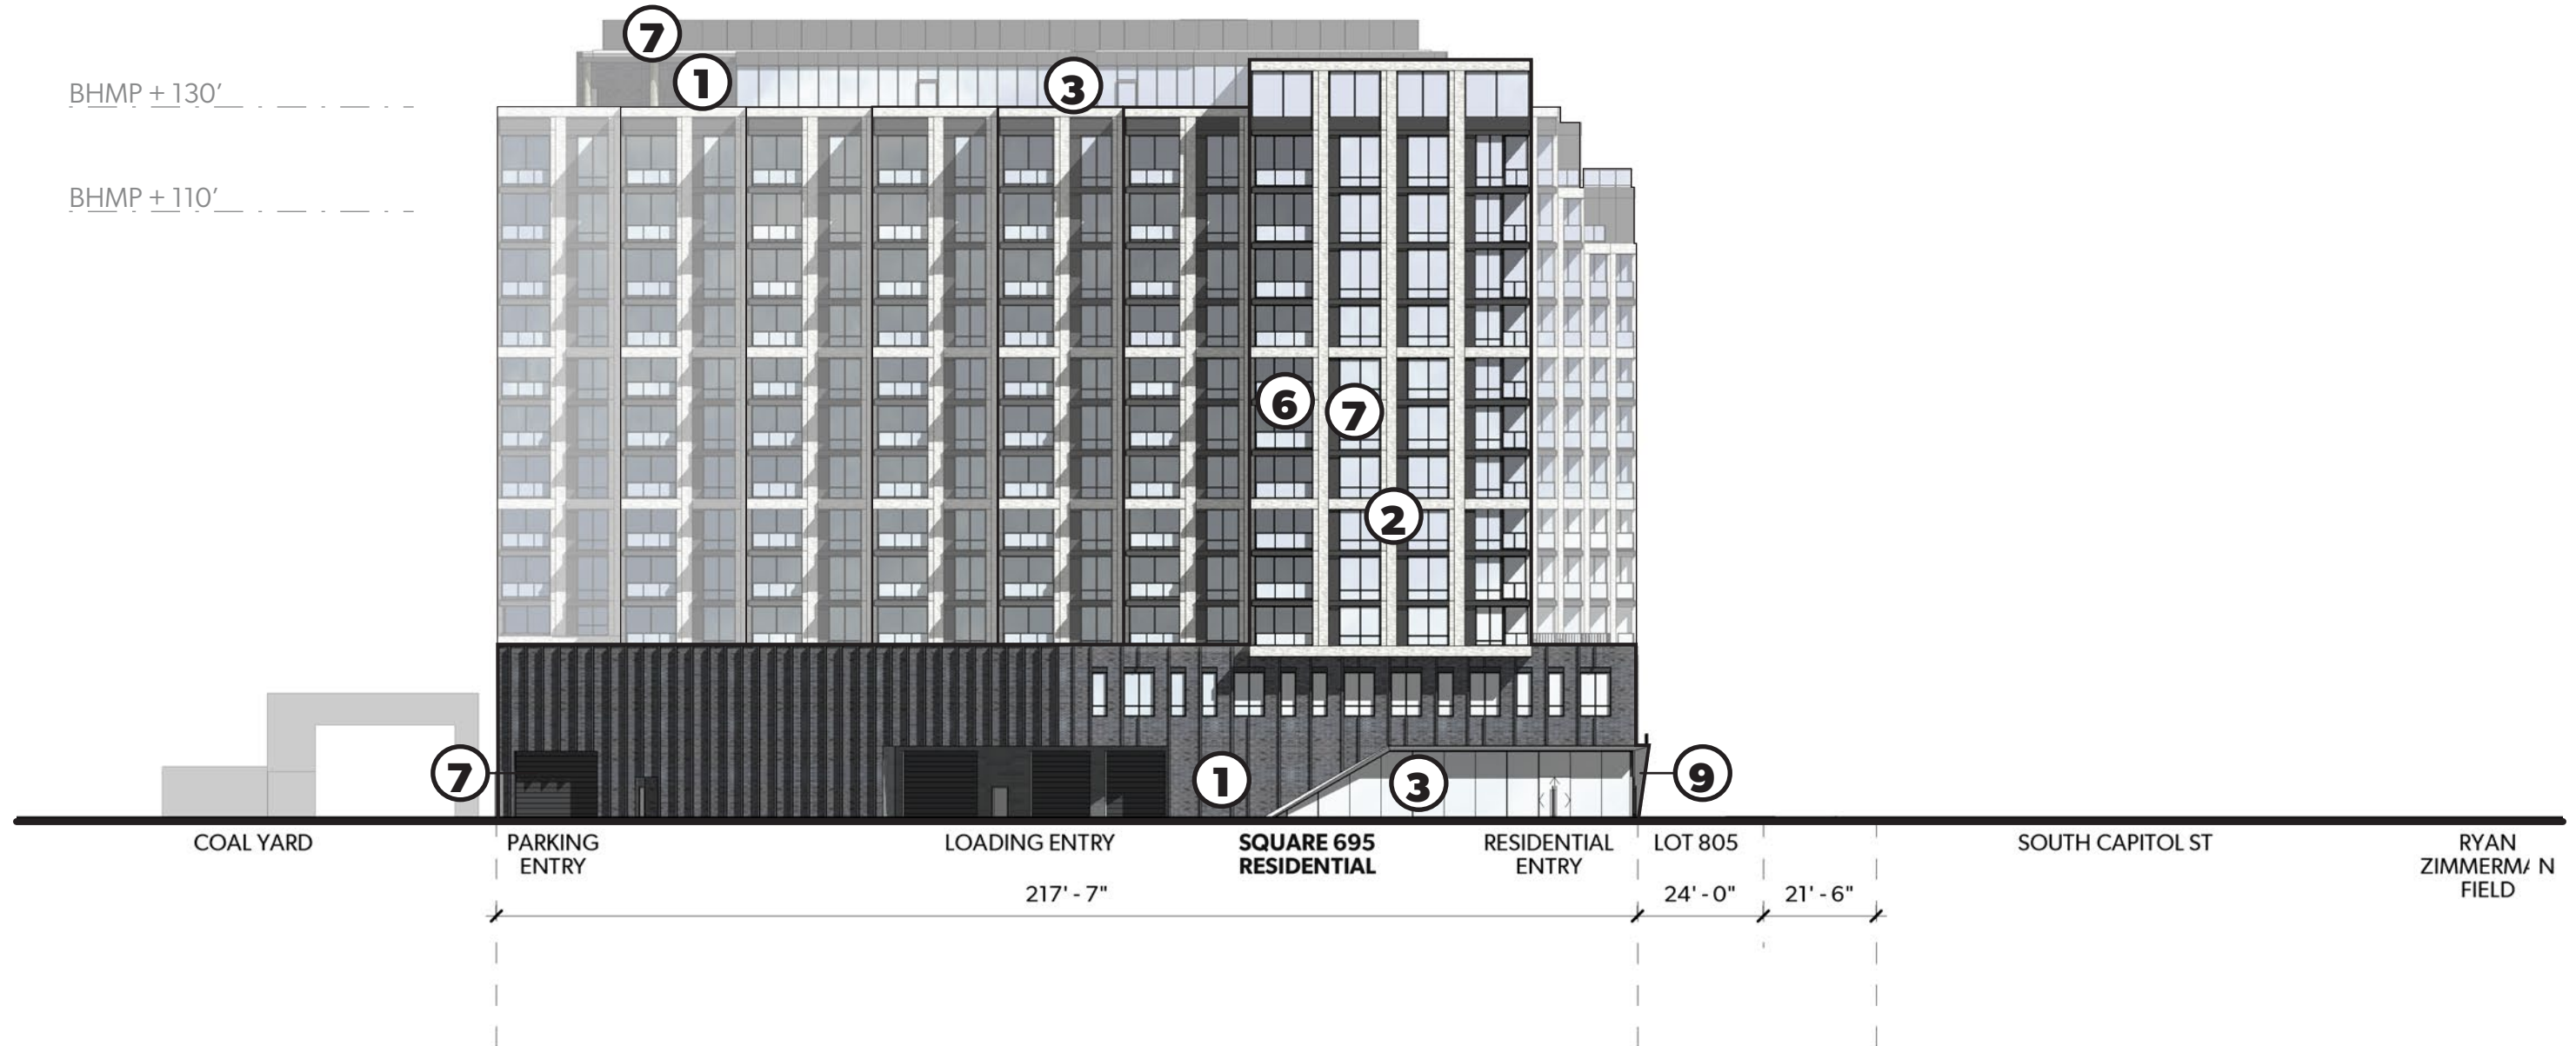 7
1
3
BHMP + 130'
BHMP + 110'
6
7
2
7
1
3
9
COAL YARD
PARKING
ENTRY
LOADING ENTRY
SQUARE 695
RESIDENTIAL
RESIDENTIAL
ENTRY
LOT 805
SOUTH CAPITOL ST
RYAN
ZIMMERMAN
FIELD
217' - 7"
24' - 0"
21' - 6"